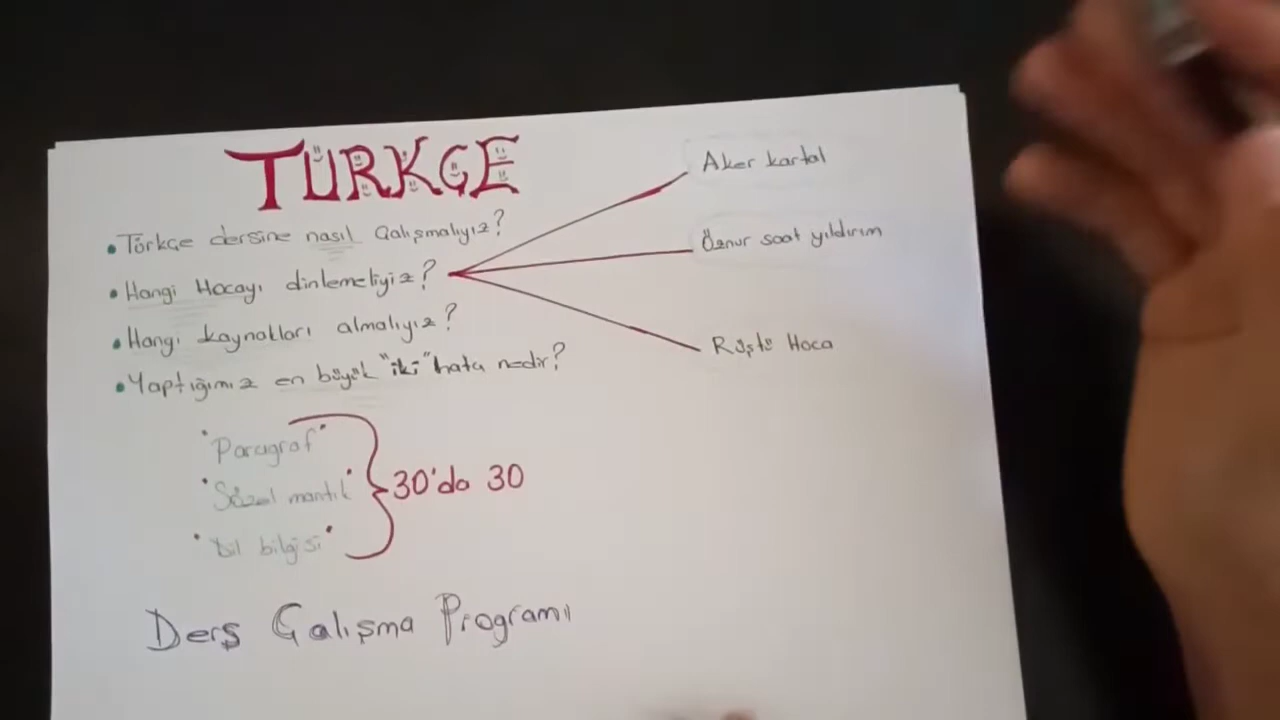 TÜRKÇE
• Türkçe dersine nasıl Çalışmalıyız?
• Hangi Hocayı dinlemeliyiz?
• Hangi kaynakları almalıyız?
• Yaptığımız en büyük "iki" hata nedir?
Aker kartal
Öznur saat yıldırım
Rüştü Hoca
"Paragraf"
"Sözel mantık"
"Dil bilgisi"
30'da 30
Ders Çalışma Programı